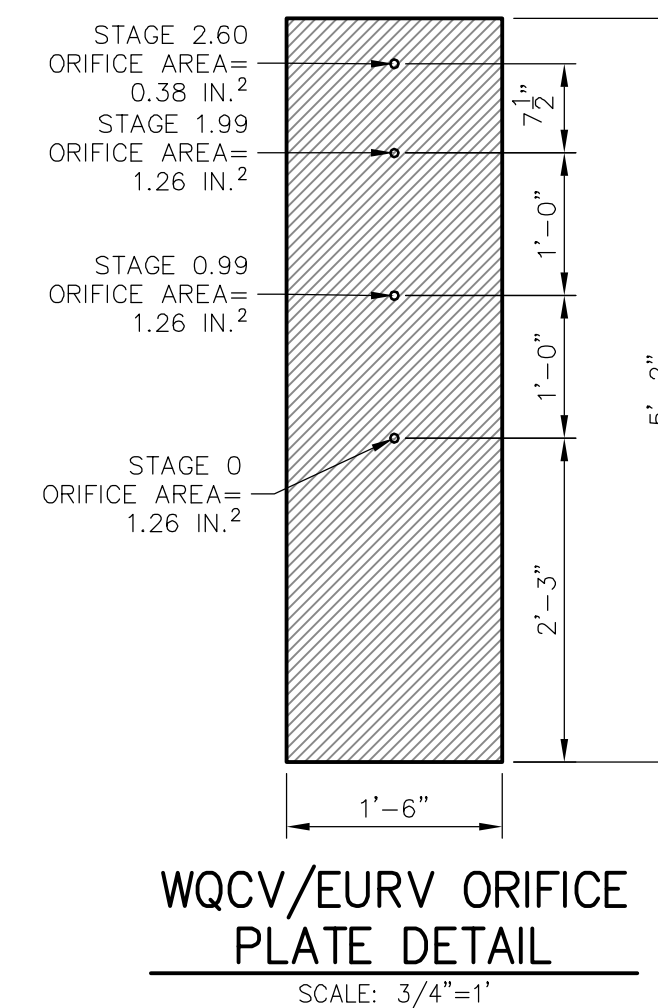 STAGE 2.60
ORIFICE AREA=
0.38 IN.²
STAGE 1.99
ORIFICE AREA=
1.26 IN.²
STAGE 0.99
ORIFICE AREA=
1.26 IN.²
STAGE 0
ORIFICE AREA=
1.26 IN.²
7 1/2"
1'-0"
1'-0"
2'-3"
1'-6"
WQCV/EURV ORIFICE
PLATE DETAIL
SCALE: 3/4"=1'